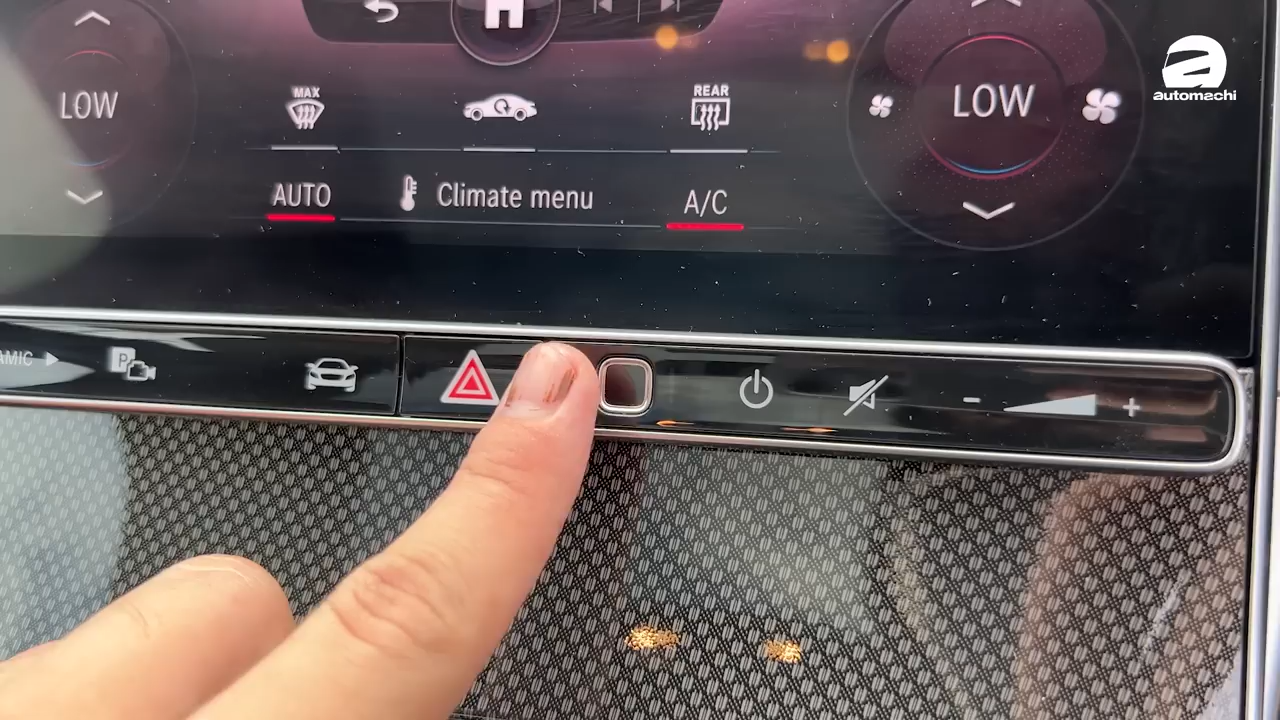 LOW
MAX
REAR
LOW
automachi
AUTO
Climate menu
A/C
AMIC
P
- +